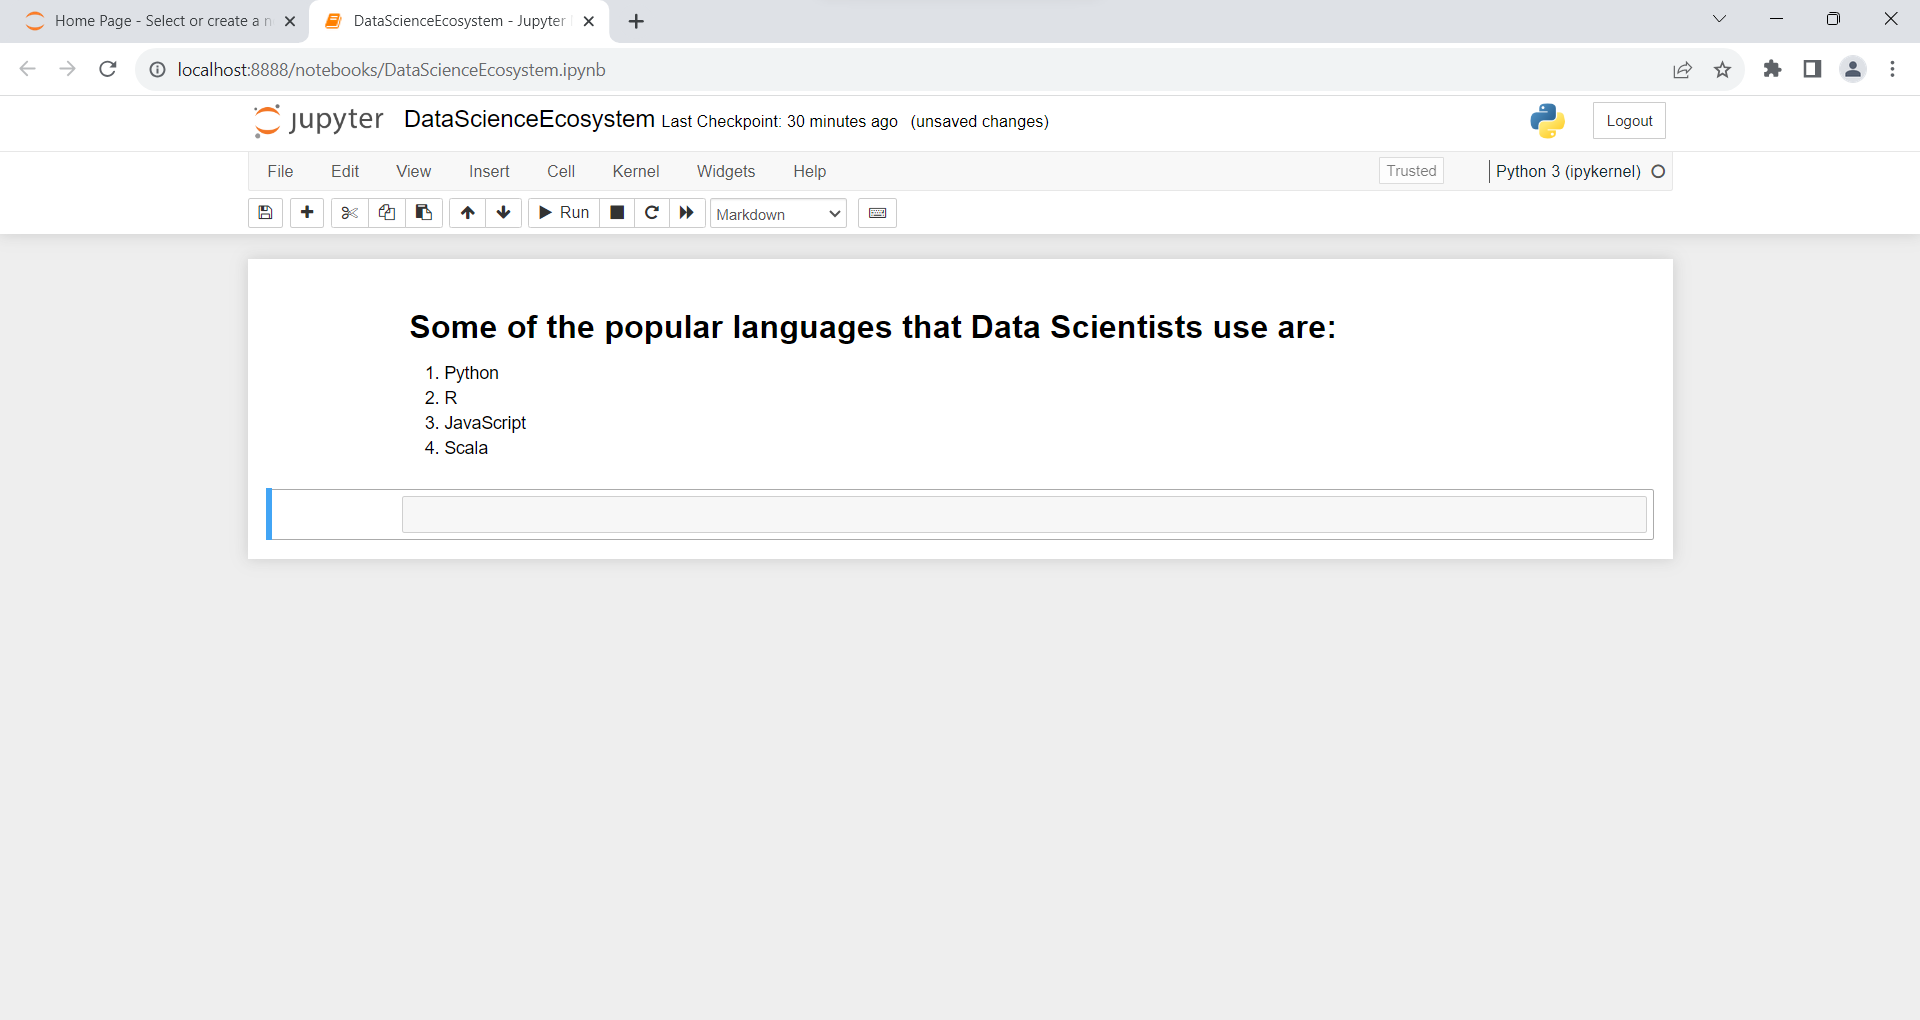 Home Page - Select or create a n
DataScienceEcosystem - Jupyter
localhost:8888/notebooks/DataScienceEcosystem.ipynb
jupyter DataScienceEcosystem Last Checkpoint: 30 minutes ago (unsaved changes)
Logout
File Edit View Insert Cell Kernel Widgets Help
Trusted
Python 3 (ipykernel)
Run
Markdown
Some of the popular languages that Data Scientists use are:
1. Python
2. R
3. JavaScript
4. Scala